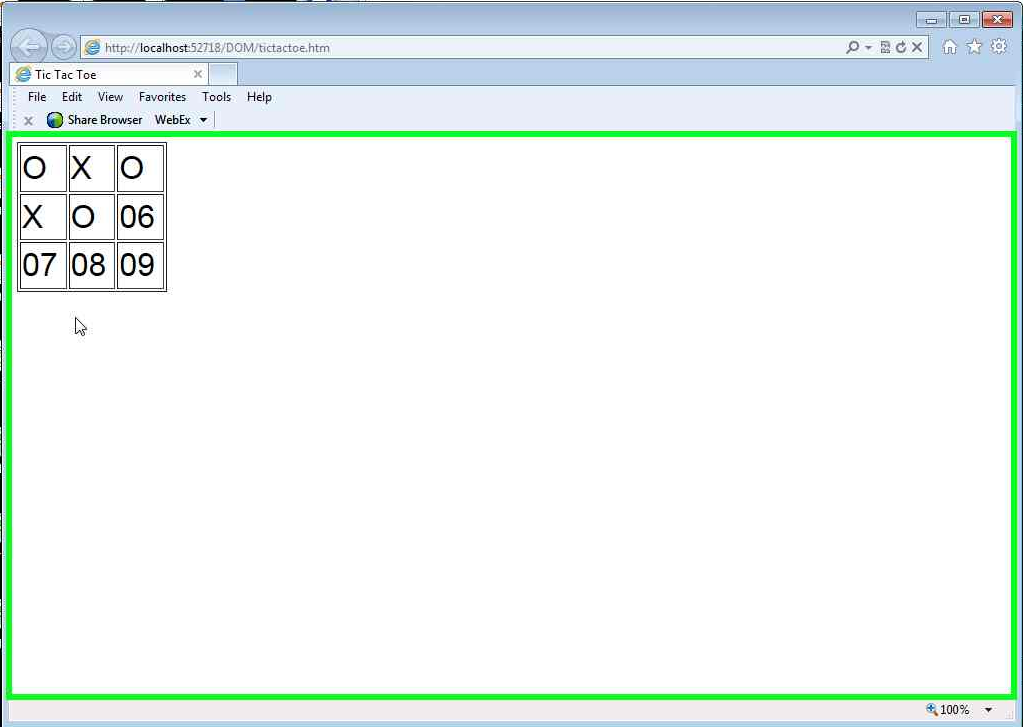 http://localhost:52718/DOM/tictactoe.htm
Tic Tac Toe
File Edit View Favorites Tools Help
x Share Browser WebEx
O X O
X O 06
07 08 09
100%